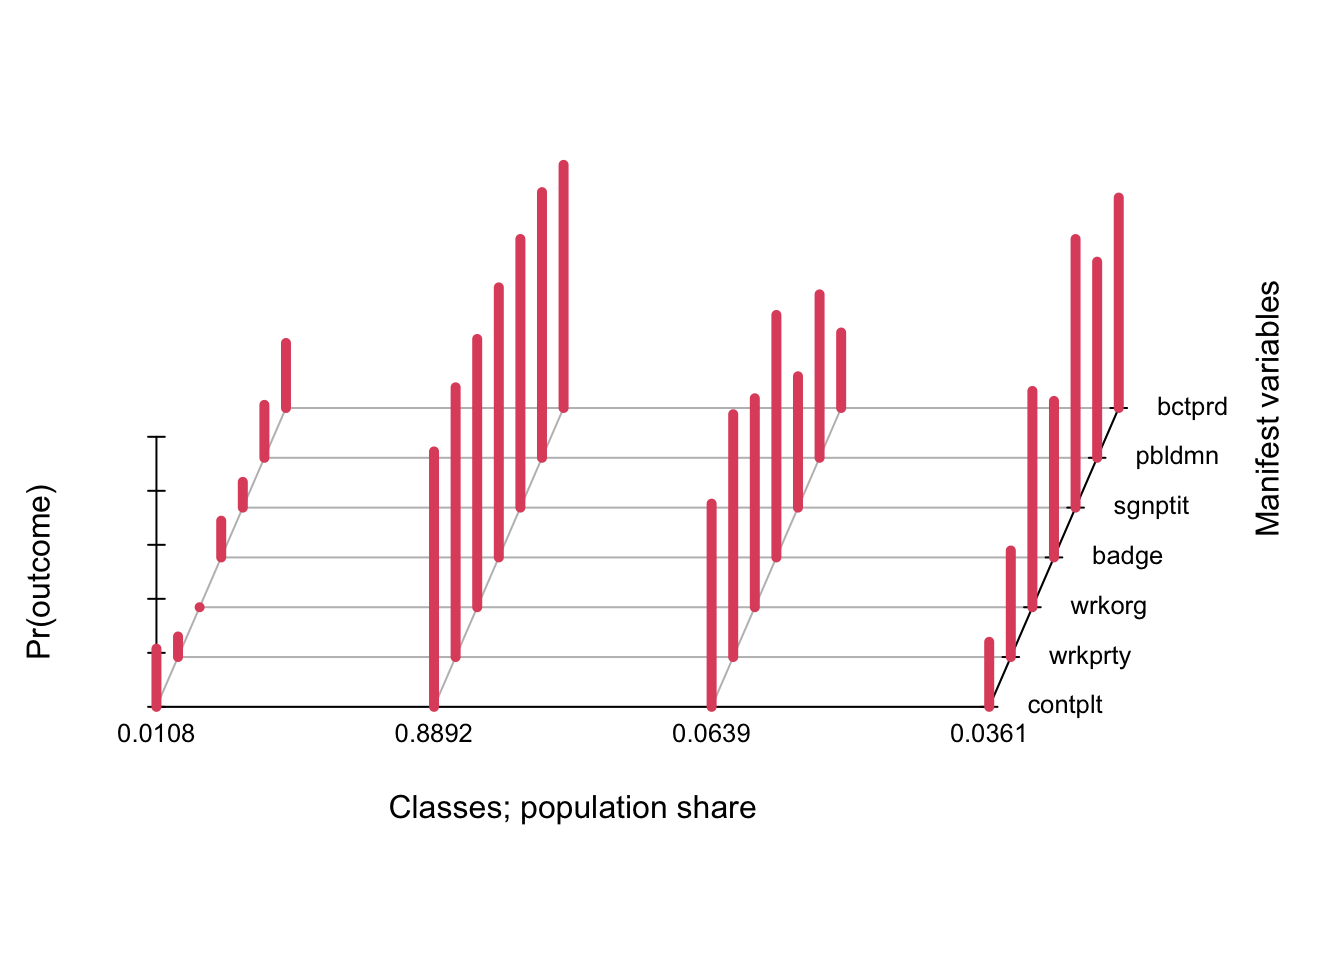 bctprd
pbldmn
sgnptit
badge
wrkorg
wrkprty
contplt
Manifest variables
Pr(outcome)
0.0108
0.8892
0.0639
0.0361
Classes; population share